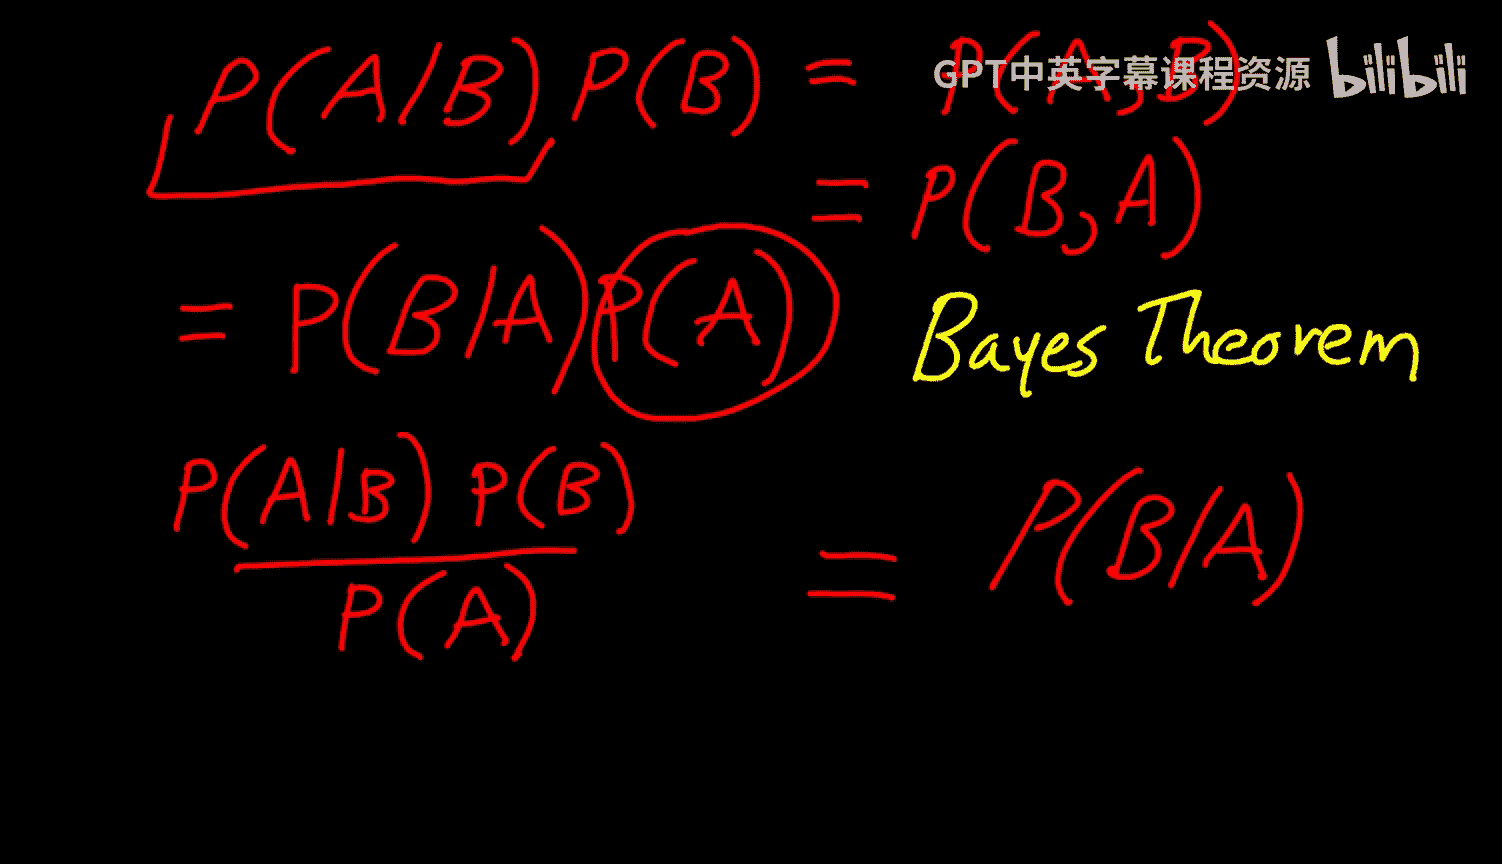 P(A/B) P(B) = P(A,B)
GPT中英字幕课程资源 bilibili
= P(B,A)
= P(B/A) P(A)
Bayes Theorem
P(A/B) P(B)
P(A)
= P(B/A)